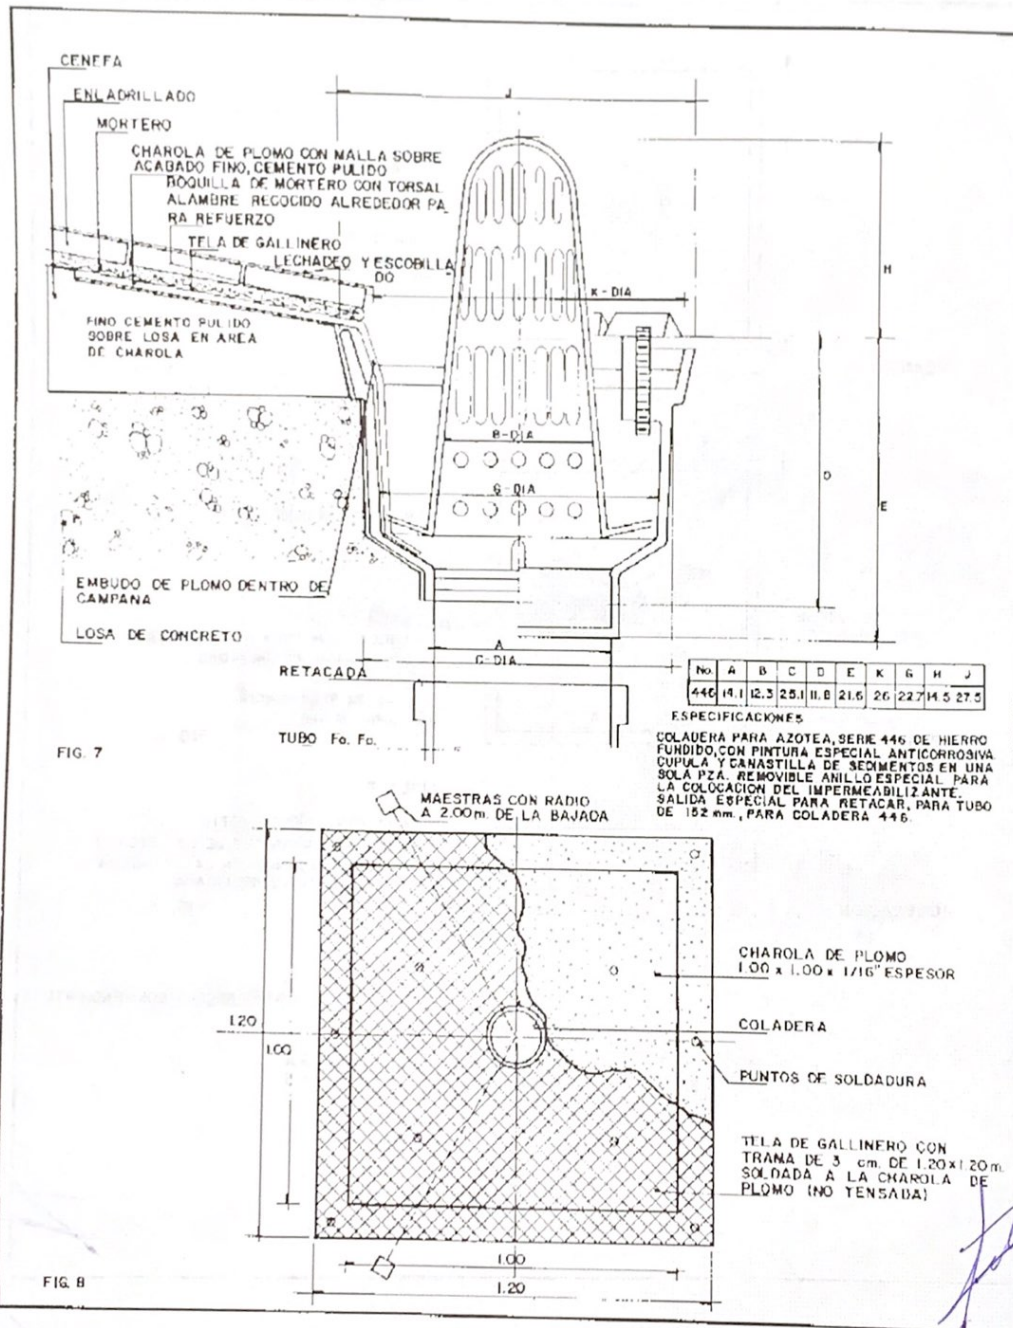 CENEFA
ENLADRILLADO
MORTERO
CHAROLA DE PLOMO CON MALLA SOBRE
ACABADO FINO, CEMENTO PULIDO
BOQUILLA DE MORTERO CON TORSAL
ALAMBRE RECOCIDO ALREDEDOR PA_
RA REFUERZO
TELA DE GALLINERO
LECHADEO Y ESCOBILLA
DO
FINO CEMENTO PULIDO
SOBRE LOSA EN AREA
DE CHAROLA
J
H
K-DIA
B-DIA
G-DIA
D
E
EMBUDO DE PLOMO DENTRO DE
CAMPANA
LOSA DE CONCRETO
A
C-DIA
RETACADA
TUBO Fo. Fo.
FIG. 7
No. A B C D E K G H J
446 14.1 12.3 25.1 11.8 21.6 26 22.7 14.5 27.5
ESPECIFICACIONES
COLADERA PARA AZOTEA, SERIE 446 DE HIERRO
FUNDIDO, CON PINTURA ESPECIAL ANTICORROSIVA
CUPULA Y CANASTILLA DE SEDIMENTOS EN UNA
SOLA PZA. REMOVIBLE ANILLO ESPECIAL PARA
LA COLOCACION DEL IMPERMEABILIZANTE.
SALIDA ESPECIAL PARA RETACAR, PARA TUBO
DE 152 mm., PARA COLADERA 446.
MAESTRAS CON RADIO
A 2.00m. DE LA BAJADA
CHAROLA DE PLOMO
1.00 x 1.00 x 1/16" ESPESOR
COLADERA
PUNTOS DE SOLDADURA
TELA DE GALLINERO CON
TRAMA DE 3 cm. DE 1.20x1.20m.
SOLDADA A LA CHAROLA DE
PLOMO (NO TENSADA)
1.20
1.00
1.00
1.20
FIG. 8